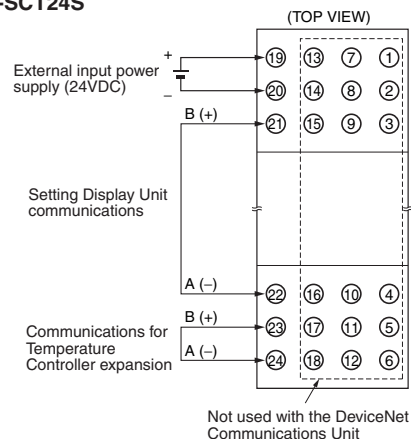 -SCT24S
(TOP VIEW)
+
External input power
supply (24VDC)
–
19 13 7 1
20 14 8 2
B (+)
21 15 9 3
Setting Display Unit
communications
A (–)
22 16 10 4
B (+)
23 17 11 5
Communications for
Temperature
Controller expansion
A (–)
24 18 12 6
Not used with the DeviceNet
Communications Unit